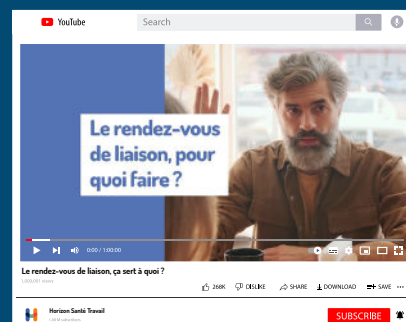 YouTube
Search
Le rendez-vous
de liaison, pour
quoi faire ?
0:00 / 1:00:00
Le rendez-vous de liaison, ça sert à quoi ?
268K DISLIKE SHARE DOWNLOAD SAVE
Horizon Santé Travail
SUBSCRIBE